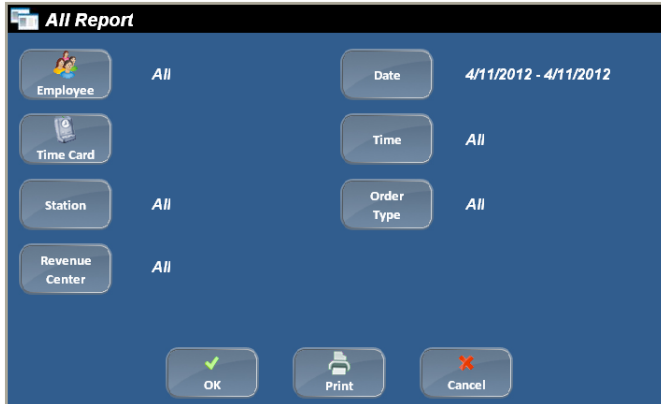 All Report
Employee All Date 4/11/2012 - 4/11/2012
Time Card Time All
Station All Order Type All
Revenue Center All
OK Print Cancel